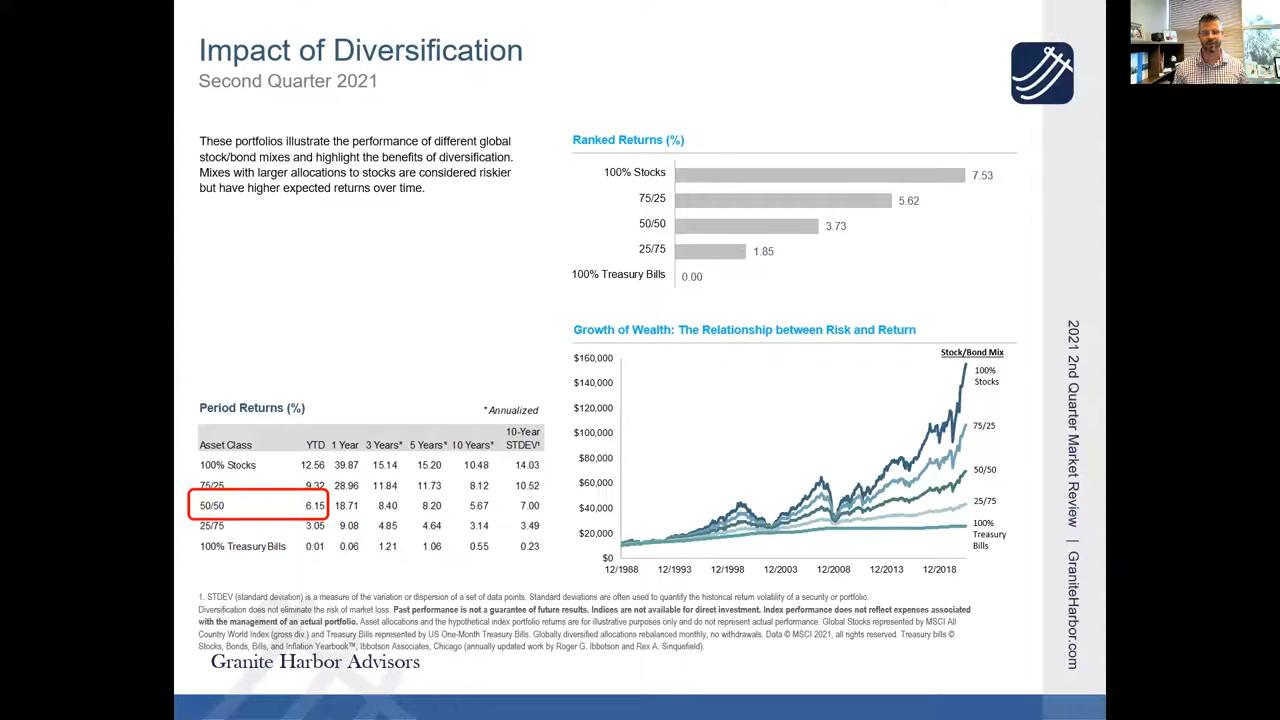 Impact of Diversification
Second Quarter 2021
These portfolios illustrate the performance of different global
stock/bond mixes and highlight the benefits of diversification.
Mixes with larger allocations to stocks are considered riskier
but have higher expected returns over time.
Ranked Returns (%)
100% Stocks 7.53
75/25 5.62
50/50 3.73
25/75 1.85
100% Treasury Bills 0.00
Growth of Wealth: The Relationship between Risk and Return
Stock/Bond Mix
$160,000
$140,000
$120,000
$100,000
$80,000
$60,000
$40,000
$20,000
$0
12/1988 12/1993 12/1998 12/2003 12/2008 12/2013 12/2018
100%
Stocks
75/25
50/50
25/75
100%
Treasury
Bills
Period Returns (%)
* Annualized
10-Year
Asset Class YTD 1 Year 3 Years* 5 Years* 10 Years* STDEV¹
100% Stocks 12.56 39.87 15.14 15.20 10.48 14.03
75/25 9.32 28.96 11.84 11.73 8.12 10.52
50/50 6.15 18.71 8.40 8.20 5.67 7.00
25/75 3.05 9.08 4.85 4.64 3.14 3.49
100% Treasury Bills 0.01 0.06 1.21 1.06 0.55 0.23
1. STDEV (standard deviation) is a measure of the variation or dispersion of a set of data points. Standard deviations are often used to quantify the historical return volatility of a security or portfolio.
Diversification does not eliminate the risk of market loss. Past performance is not a guarantee of future results. Indices are not available for direct investment. Index performance does not reflect expenses associated
with the management of an actual portfolio. Asset allocations and the hypothetical index portfolio returns are for illustrative purposes only and do not represent actual performance. Global Stocks represented by MSCI All
Country World Index (gross div.) and Treasury Bills represented by US One-Month Treasury Bills. Globally diversified allocations rebalanced monthly, no withdrawals. Data © MSCI 2021, all rights reserved. Treasury bills ©
Stocks, Bonds, Bills, and Inflation Yearbook™, Ibbotson Associates, Chicago (annually updated work by Roger G. Ibbotson and Rex A. Sinquefield).
Granite Harbor Advisors
2021 2nd Quarter Market Review | GraniteHarbor.com